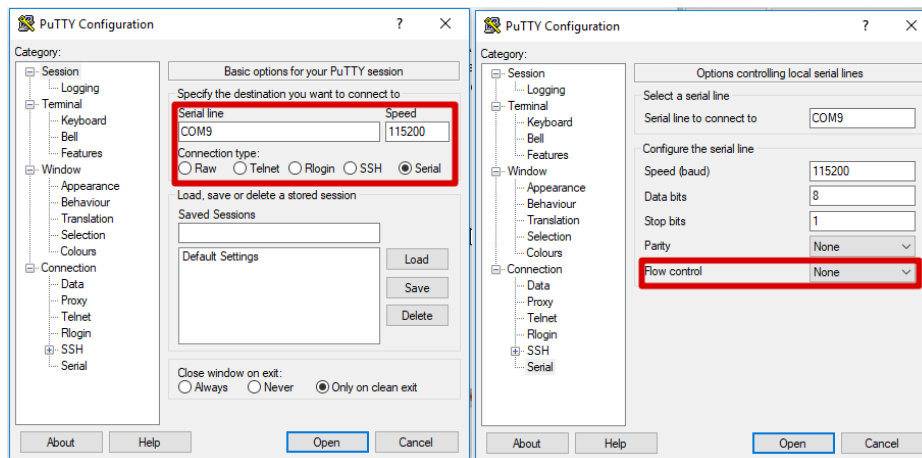 PuTTY Configuration
Category:
Session
Logging
Terminal
Keyboard
Bell
Features
Window
Appearance
Behaviour
Translation
Selection
Colours
Connection
Data
Proxy
Telnet
Rlogin
SSH
Serial
Basic options for your PuTTY session
Specify the destination you want to connect to
Serial line Speed
COM9 115200
Connection type:
Raw Telnet Rlogin SSH Serial
Load, save or delete a stored session
Saved Sessions
Default Settings
Load
Save
Delete
Close window on exit:
Always Never Only on clean exit
About Help Open Cancel
PuTTY Configuration
Category:
Session
Logging
Terminal
Keyboard
Bell
Features
Window
Appearance
Behaviour
Translation
Selection
Colours
Connection
Data
Proxy
Telnet
Rlogin
SSH
Serial
Options controlling local serial lines
Select a serial line
Serial line to connect to COM9
Configure the serial line
Speed (baud) 115200
Data bits 8
Stop bits 1
Parity None
Flow control None
About Help Open Cancel